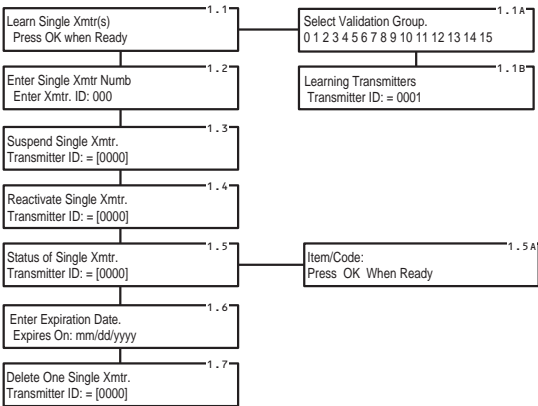 1.1
Learn Single Xmtr(s)
Press OK when Ready
1.1A
Select Validation Group.
0 1 2 3 4 5 6 7 8 9 10 11 12 13 14 15
1.2
Enter Single Xmtr Numb
Enter Xmtr. ID: 000
1.1B
Learning Transmitters
Transmitter ID: = 0001
1.3
Suspend Single Xmtr.
Transmitter ID: = [0000]
1.4
Reactivate Single Xmtr.
Transmitter ID: = [0000]
1.5
Status of Single Xmtr.
Transmitter ID: = [0000]
1.5A
Item/Code:
Press OK When Ready
1.6
Enter Expiration Date.
Expires On: mm/dd/yyyy
1.7
Delete One Single Xmtr.
Transmitter ID: = [0000]